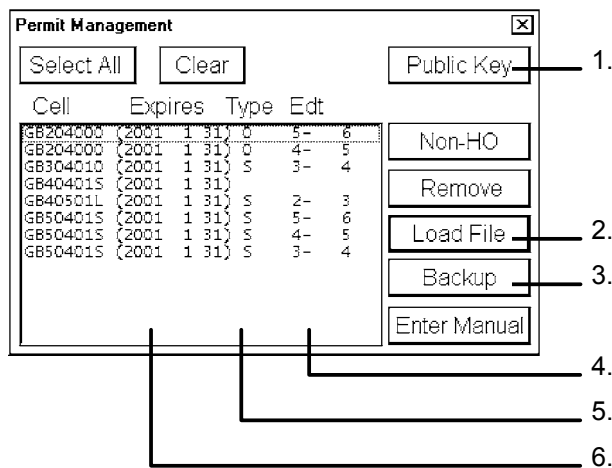 Permit Management
Select All Clear Public Key 1.
Cell Expires Type Edt
GB204000 (2001 1 31) 0 5- 6
GB204000 (2001 1 31) 0 4- 5
GB304010 (2001 1 31) S 3- 4
GB40401S (2001 1 31)
GB40501L (2001 1 31) S 2- 3
GB50401S (2001 1 31) S 5- 6
GB50401S (2001 1 31) S 4- 5
GB50401S (2001 1 31) S 3- 4
Non-HO
Remove
Load File 2.
Backup 3.
Enter Manual
4.
5.
6.